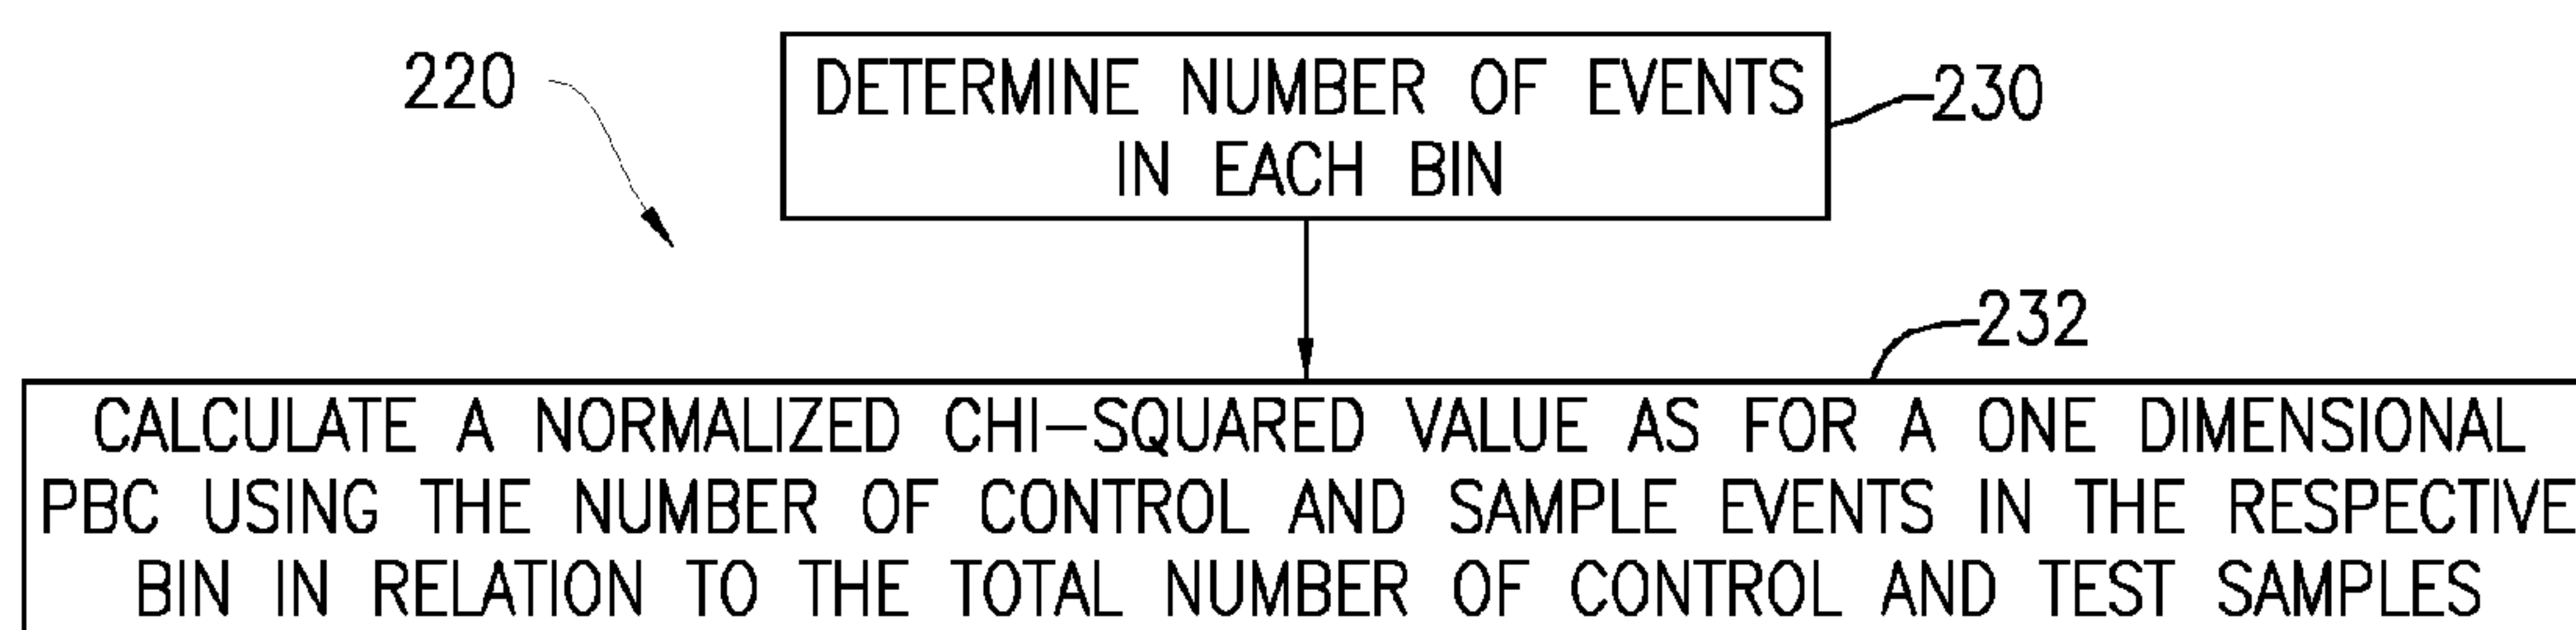 220
DETERMINE NUMBER OF EVENTS
IN EACH BIN
230
232
CALCULATE A NORMALIZED CHI-SQUARED VALUE AS FOR A ONE DIMENSIONAL
PBC USING THE NUMBER OF CONTROL AND SAMPLE EVENTS IN THE RESPECTIVE
BIN IN RELATION TO THE TOTAL NUMBER OF CONTROL AND TEST SAMPLES